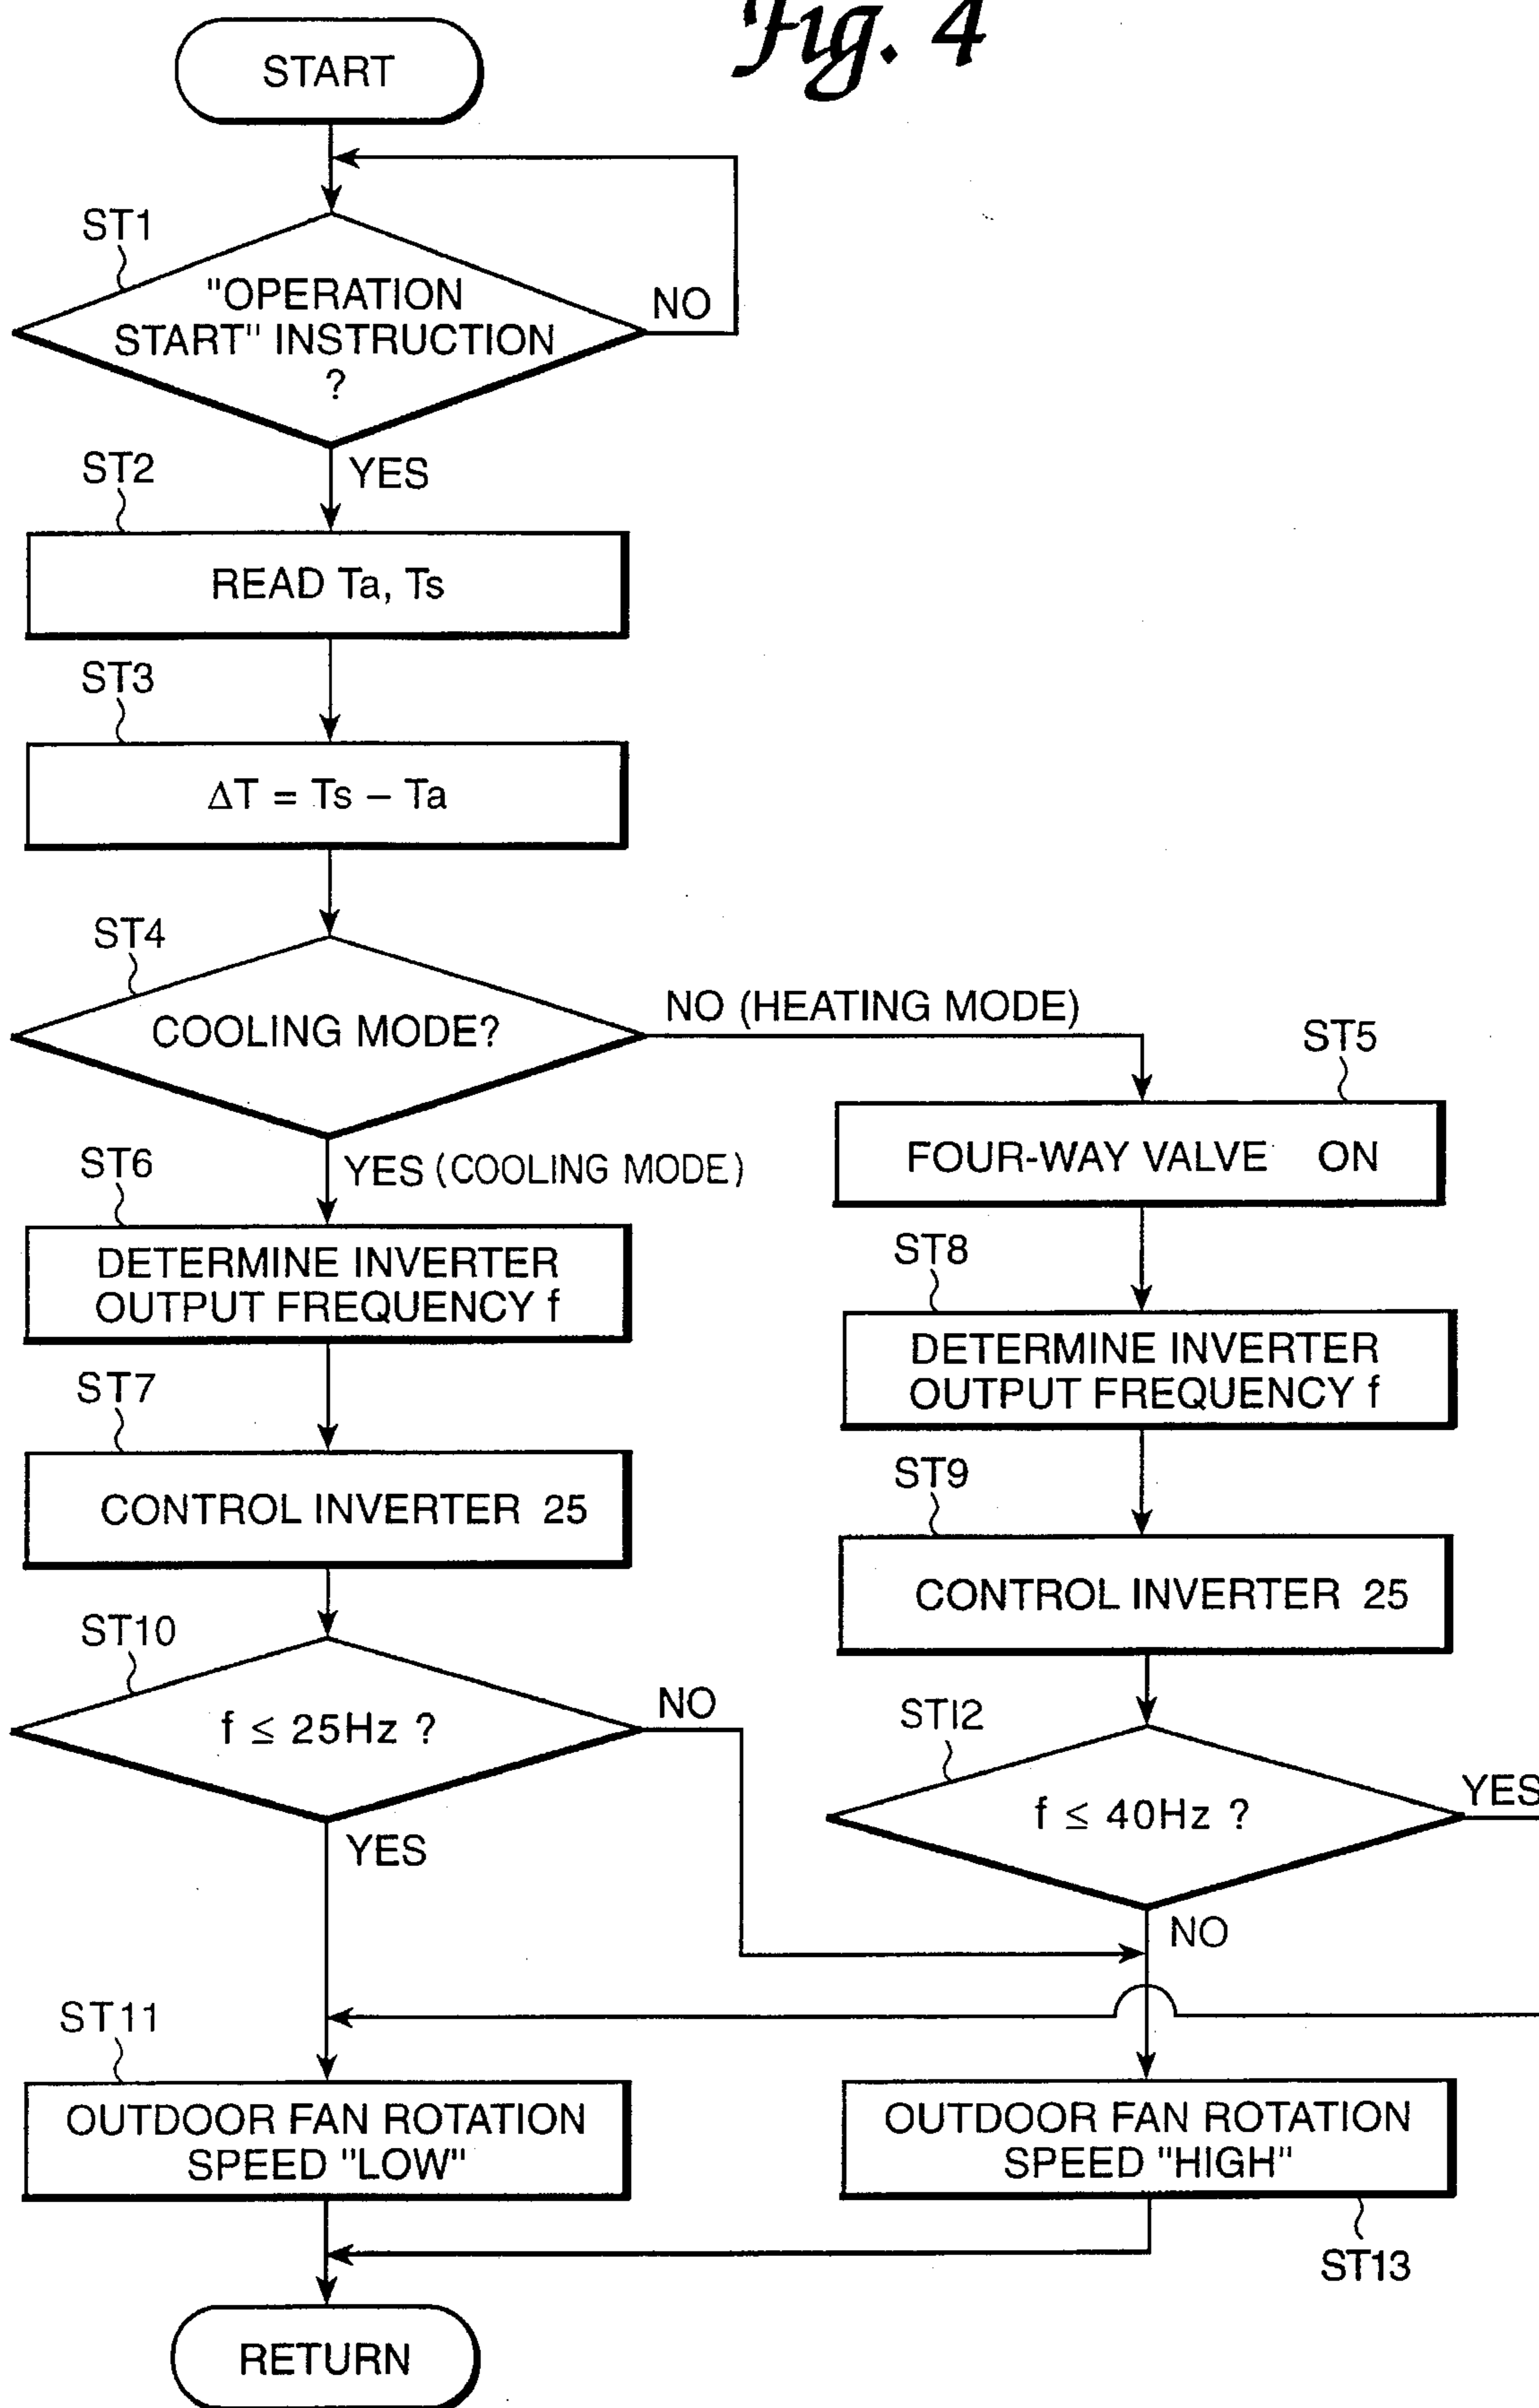 Fig. 4
START
ST1
"OPERATION
START" INSTRUCTION
?
NO
YES
ST2
READ Ta, Ts
ST3
ΔT = Ts – Ta
ST4
COOLING MODE?
NO (HEATING MODE)
YES (COOLING MODE)
ST5
FOUR-WAY VALVE ON
ST6
DETERMINE INVERTER
OUTPUT FREQUENCY f
ST8
DETERMINE INVERTER
OUTPUT FREQUENCY f
ST7
CONTROL INVERTER 25
ST9
CONTROL INVERTER 25
ST10
f ≤ 25Hz ?
NO
YES
STI2
f ≤ 40Hz ?
YES
NO
ST11
OUTDOOR FAN ROTATION
SPEED "LOW"
OUTDOOR FAN ROTATION
SPEED "HIGH"
ST13
RETURN